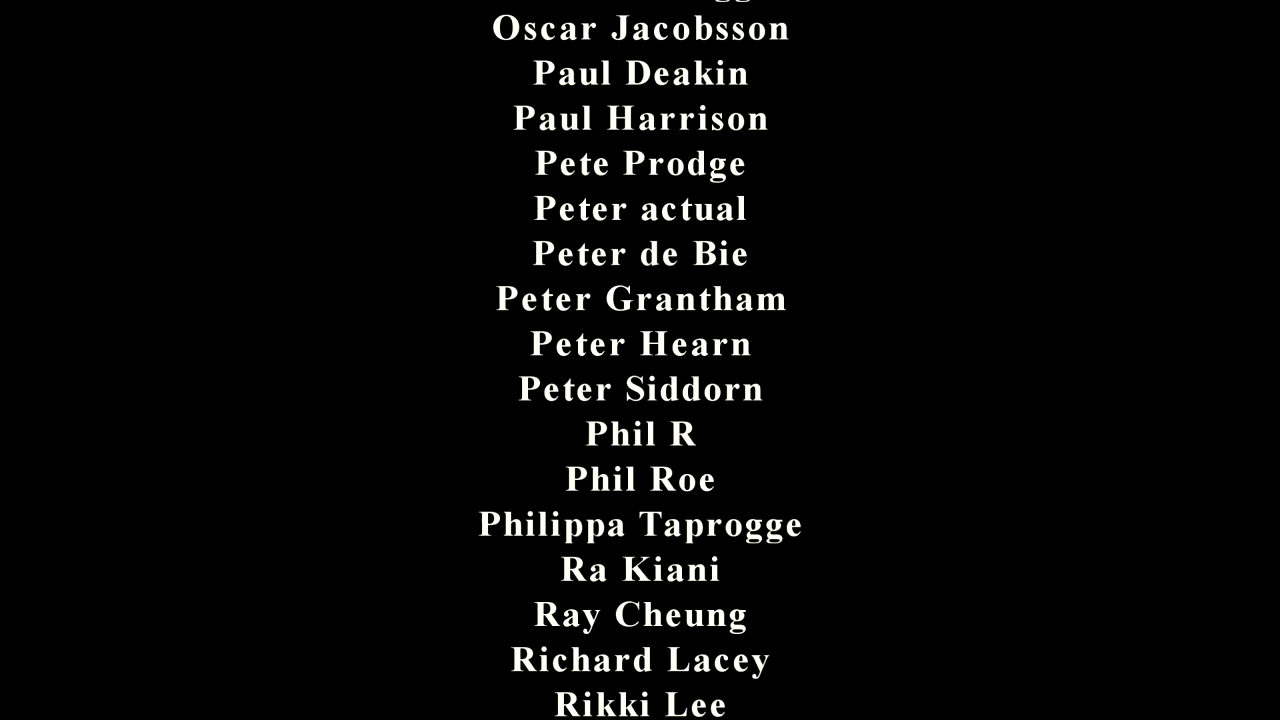 Oscar Jacobsson
Paul Deakin
Paul Harrison
Pete Prodge
Peter actual
Peter de Bie
Peter Grantham
Peter Hearn
Peter Siddorn
Phil R
Phil Roe
Philippa Taprogge
Ra Kiani
Ray Cheung
Richard Lacey
Rikki Lee